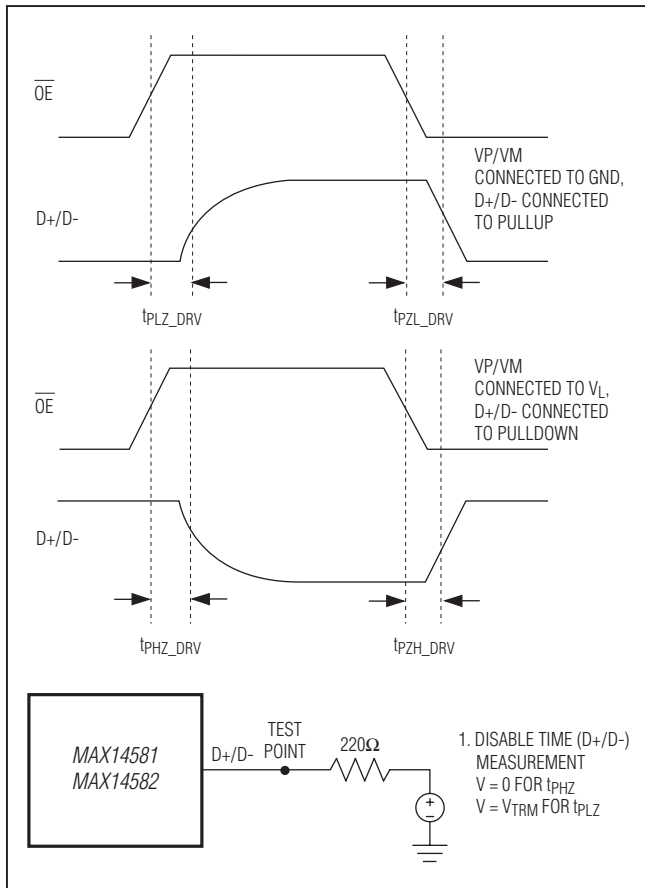 OE
VP/VM
CONNECTED TO GND,
D+/D- CONNECTED
TO PULLUP
D+/D-
tPLZ_DRV
tPZL_DRV
OE
VP/VM
CONNECTED TO VL,
D+/D- CONNECTED
TO PULLDOWN
D+/D-
tPHZ_DRV
tPZH_DRV
MAX14581
MAX14582
D+/D-
TEST
POINT
220Ω
1. DISABLE TIME (D+/D-)
MEASUREMENT
V = 0 FOR tPHZ
V = VTRM FOR tPLZ
+
-